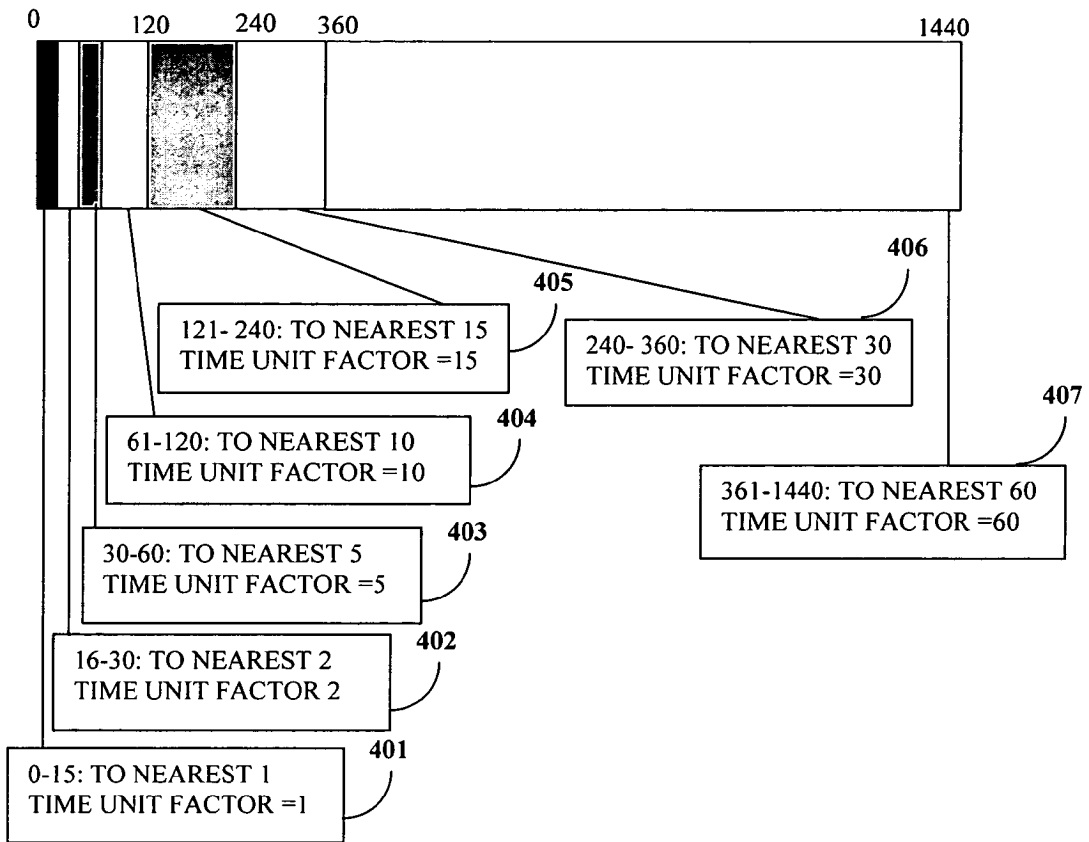 0 120 240 360 1440
406
405
121- 240: TO NEAREST 15
TIME UNIT FACTOR =15
240- 360: TO NEAREST 30
TIME UNIT FACTOR =30
407
404
61-120: TO NEAREST 10
TIME UNIT FACTOR =10
361-1440: TO NEAREST 60
TIME UNIT FACTOR =60
403
30-60: TO NEAREST 5
TIME UNIT FACTOR =5
402
16-30: TO NEAREST 2
TIME UNIT FACTOR 2
401
0-15: TO NEAREST 1
TIME UNIT FACTOR =1